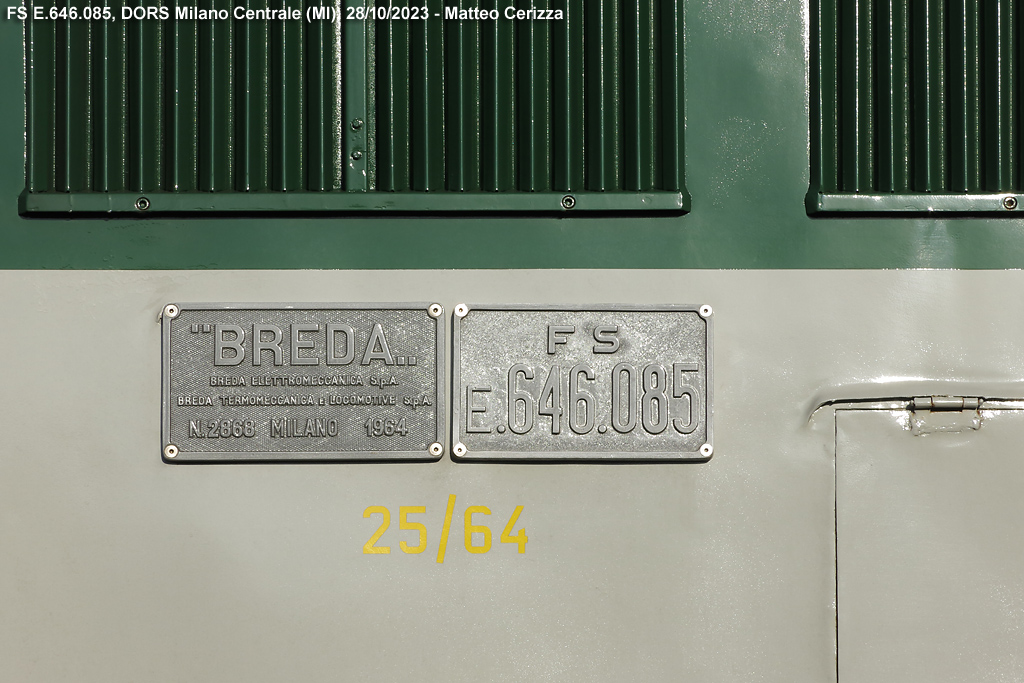 FS E.646.085, DORS Milano Centrale (MI), 28/10/2023 - Matteo Cerizza
""BREDA„
BREDA ELETTROMECCANICA S.p.A.
BREDA TERMOMECCANICA e LOCOMOTIVE S.p.A.
N.2868 MILANO 1964
FS
E.646.085
25/64